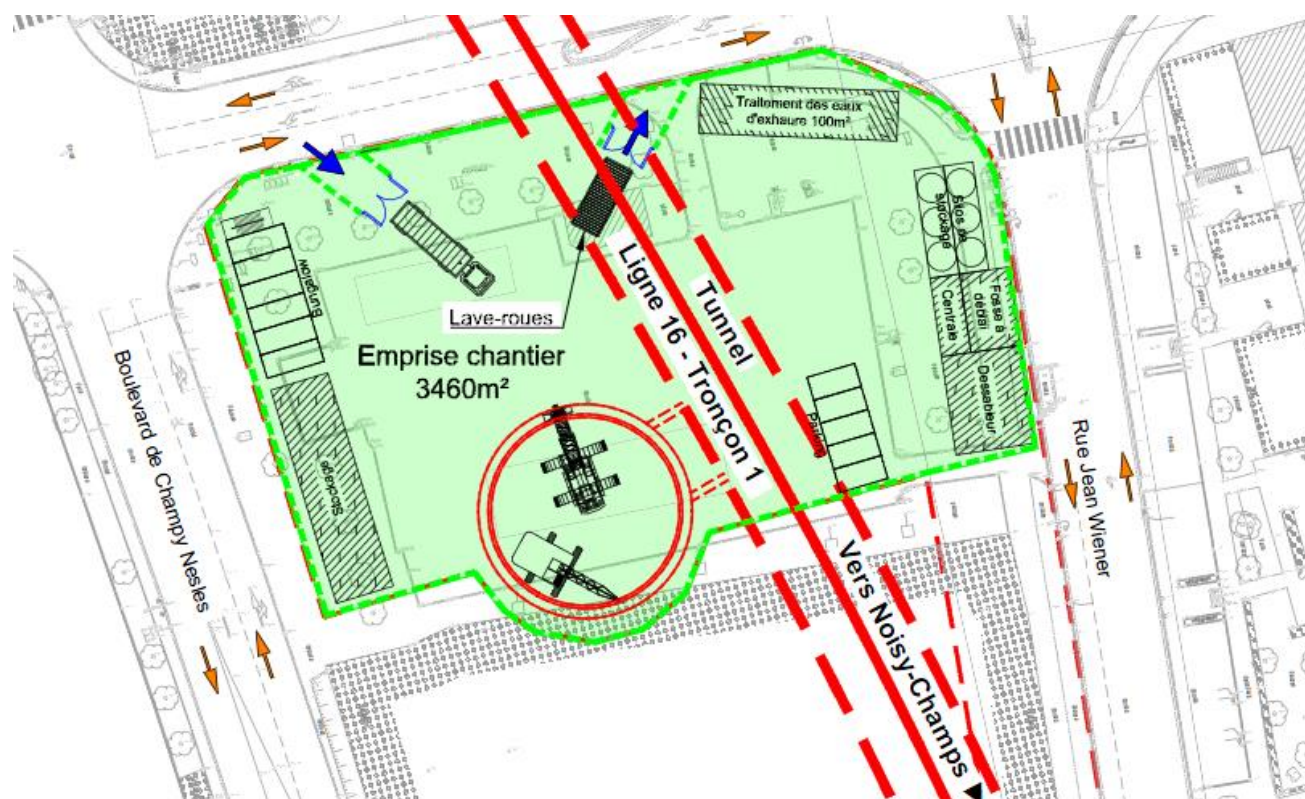 Traitement des eaux
d'exhaure 100m²
Silos de
stockage
Bungalow
Lave-roues
Emprise chantier
3460m²
Ligne 16 - Tronçon 1
Tunnel
Centrale
Fosse à
déblai
Dessableur
Parking
Stockage
Boulevard de Champy Nesles
Rue Jean Wiener
Vers Noisy-Champs